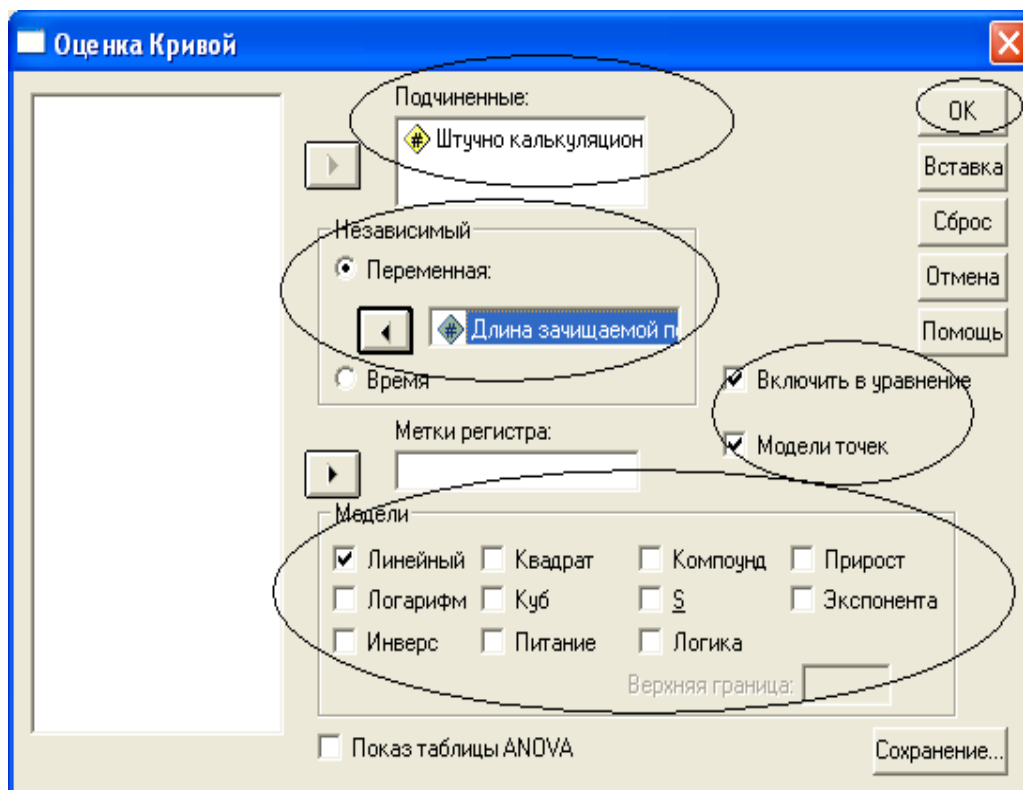 Оценка Кривой
Подчиненные:
# Штучно калькуляцион
OK
Вставка
Сброс
Отмена
Помощь
Независимый
Переменная:
# Длина зачищаемой
Время
Включить в уравнение
Метки регистра:
Модели точек
Модели
Линейный Квадрат Компоунд Прирост
Логарифм Куб S Экспонента
Инверс Питание Логика
Верхняя граница:
Показ таблицы ANOVA
Сохранение...